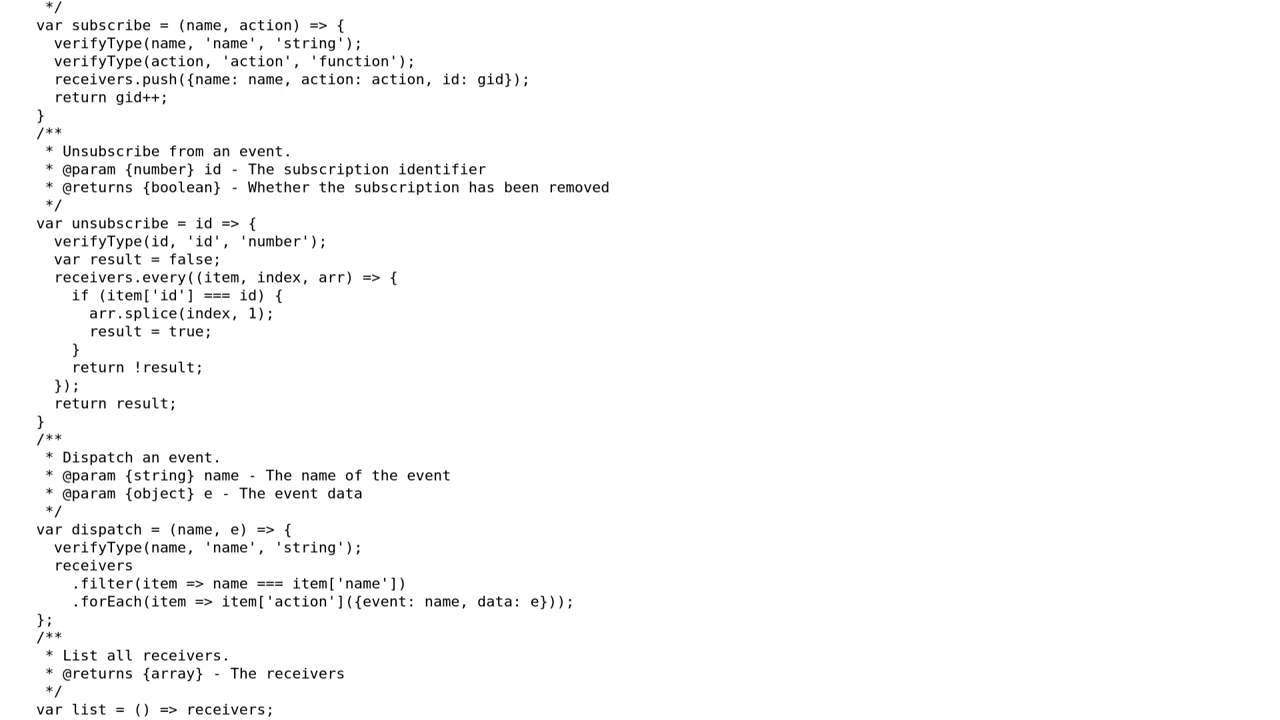 */
var subscribe = (name, action) => {
  verifyType(name, 'name', 'string');
  verifyType(action, 'action', 'function');
  receivers.push({name: name, action: action, id: gid});
  return gid++;
}
/**
 * Unsubscribe from an event.
 * @param {number} id - The subscription identifier
 * @returns {boolean} - Whether the subscription has been removed
 */
var unsubscribe = id => {
  verifyType(id, 'id', 'number');
  var result = false;
  receivers.every((item, index, arr) => {
    if (item['id'] === id) {
      arr.splice(index, 1);
      result = true;
    }
    return !result;
  });
  return result;
}
/**
 * Dispatch an event.
 * @param {string} name - The name of the event
 * @param {object} e - The event data
 */
var dispatch = (name, e) => {
  verifyType(name, 'name', 'string');
  receivers
    .filter(item => name === item['name'])
    .forEach(item => item['action']({event: name, data: e}));
};
/**
 * List all receivers.
 * @returns {array} - The receivers
 */
var list = () => receivers;